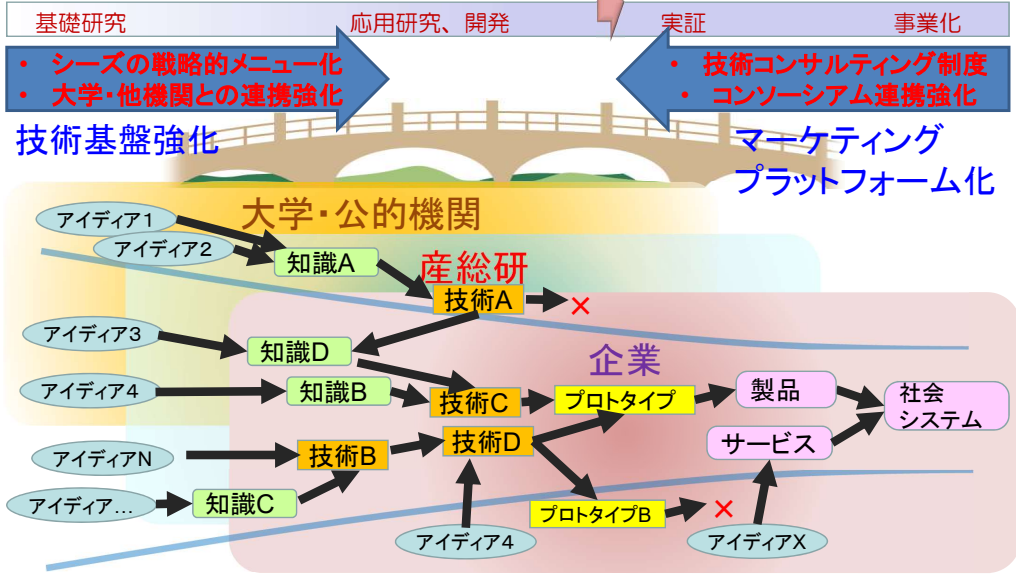 基礎研究
応用研究、開発
実証
事業化
• シーズの戦略的メニュー化
• 大学・他機関との連携強化
• 技術コンサルティング制度
• コンソーシアム連携強化
技術基盤強化
マーケティング
プラットフォーム化
大学・公的機関
アイディア1
アイディア2
知識A
産総研
技術A
×
アイディア3
知識D
企業
アイディア4
知識B
技術C
プロトタイプ
製品
社会
システム
アイディアN
技術B
技術D
サービス
アイディア…
知識C
プロトタイプB
×
アイディア4
アイディアX